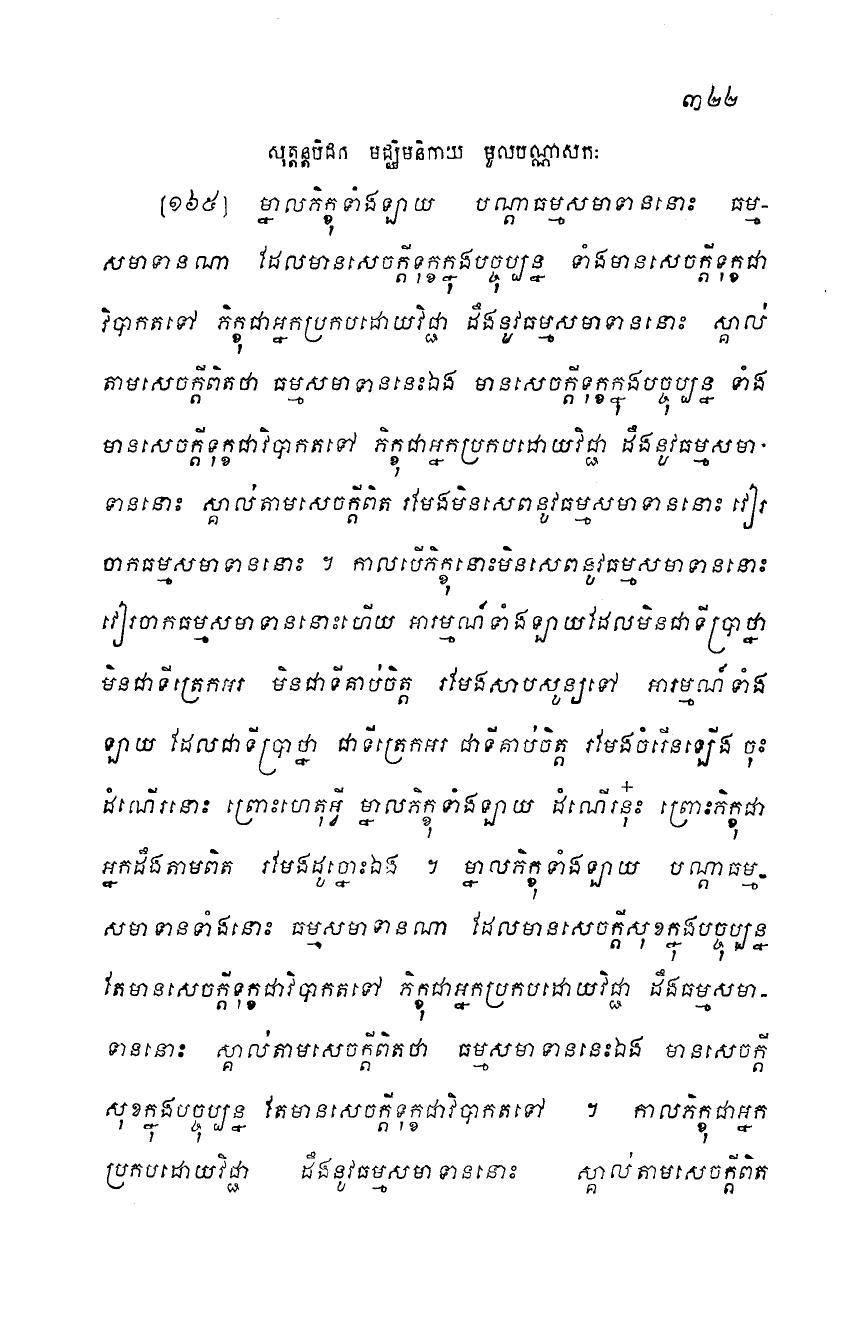 ៣២២
សុត្តន្តបិដក មជ្ឈិមនិកាយ មូលបណ្ណាសកៈ
[១៦៥] ម្នាលភិក្ខុទាំងឡាយ បណ្តាធម្មសមាទាននោះ ធម្ម-
សមាទានណា ដែលមានសេចក្តីទុក្ខក្នុងបច្ចុប្បន្ន ទាំងមានសេចក្តីទុក្ខជា
វិបាកតទៅ ភិក្ខុជាអ្នកប្រកបដោយវិជ្ជា ដឹងនូវធម្មសមាទាននោះ ស្គាល់
តាមសេចក្តីពិតថា ធម្មសមាទាននេះឯង មានសេចក្តីទុក្ខក្នុងបច្ចុប្បន្ន ទាំង
មានសេចក្តីទុក្ខជាវិបាកតទៅ ភិក្ខុជាអ្នកប្រកបដោយវិជ្ជា ដឹងនូវធម្មសមា-
ទាននោះ ស្គាល់តាមសេចក្តីពិត រមែងមិនសេពនូវធម្មសមាទាននោះ វៀរ
ចាកធម្មសមាទាននោះ ។ កាលបើភិក្ខុនោះមិនសេពនូវធម្មសមាទាននោះ
វៀរចាកធម្មសមាទាននោះហើយ អារម្មណ៍ទាំងឡាយដែលមិនជាទីប្រាថ្នា
មិនជាទីត្រេកអរ មិនជាទីគាប់ចិត្ត រមែងសាបសូន្យទៅ អារម្មណ៍ទាំង
ឡាយ ដែលជាទីប្រាថ្នា ជាទីត្រេកអរ ជាទីគាប់ចិត្ត រមែងចំរើនឡើង ចុះ
ដំណើរនោះ ព្រោះហេតុអ្វី ម្នាលភិក្ខុទាំងឡាយ ដំណើរនុ៎ះ ព្រោះភិក្ខុជា
អ្នកដឹងតាមពិត រមែងដូច្នោះឯង ។ ម្នាលភិក្ខុទាំងឡាយ បណ្តាធម្ម-
សមាទានទាំងនោះ ធម្មសមាទានណា ដែលមានសេចក្តីសុខក្នុងបច្ចុប្បន្ន
តែមានសេចក្តីទុក្ខជាវិបាកតទៅ ភិក្ខុជាអ្នកប្រកបដោយវិជ្ជា ដឹងធម្មសមា-
ទាននោះ ស្គាល់តាមសេចក្តីពិតថា ធម្មសមាទាននេះឯង មានសេចក្តី
សុខក្នុងបច្ចុប្បន្ន តែមានសេចក្តីទុក្ខជាវិបាកតទៅ ។ កាលភិក្ខុជាអ្នក
ប្រកបដោយវិជ្ជា ដឹងនូវធម្មសមាទាននោះ ស្គាល់តាមសេចក្តីពិត